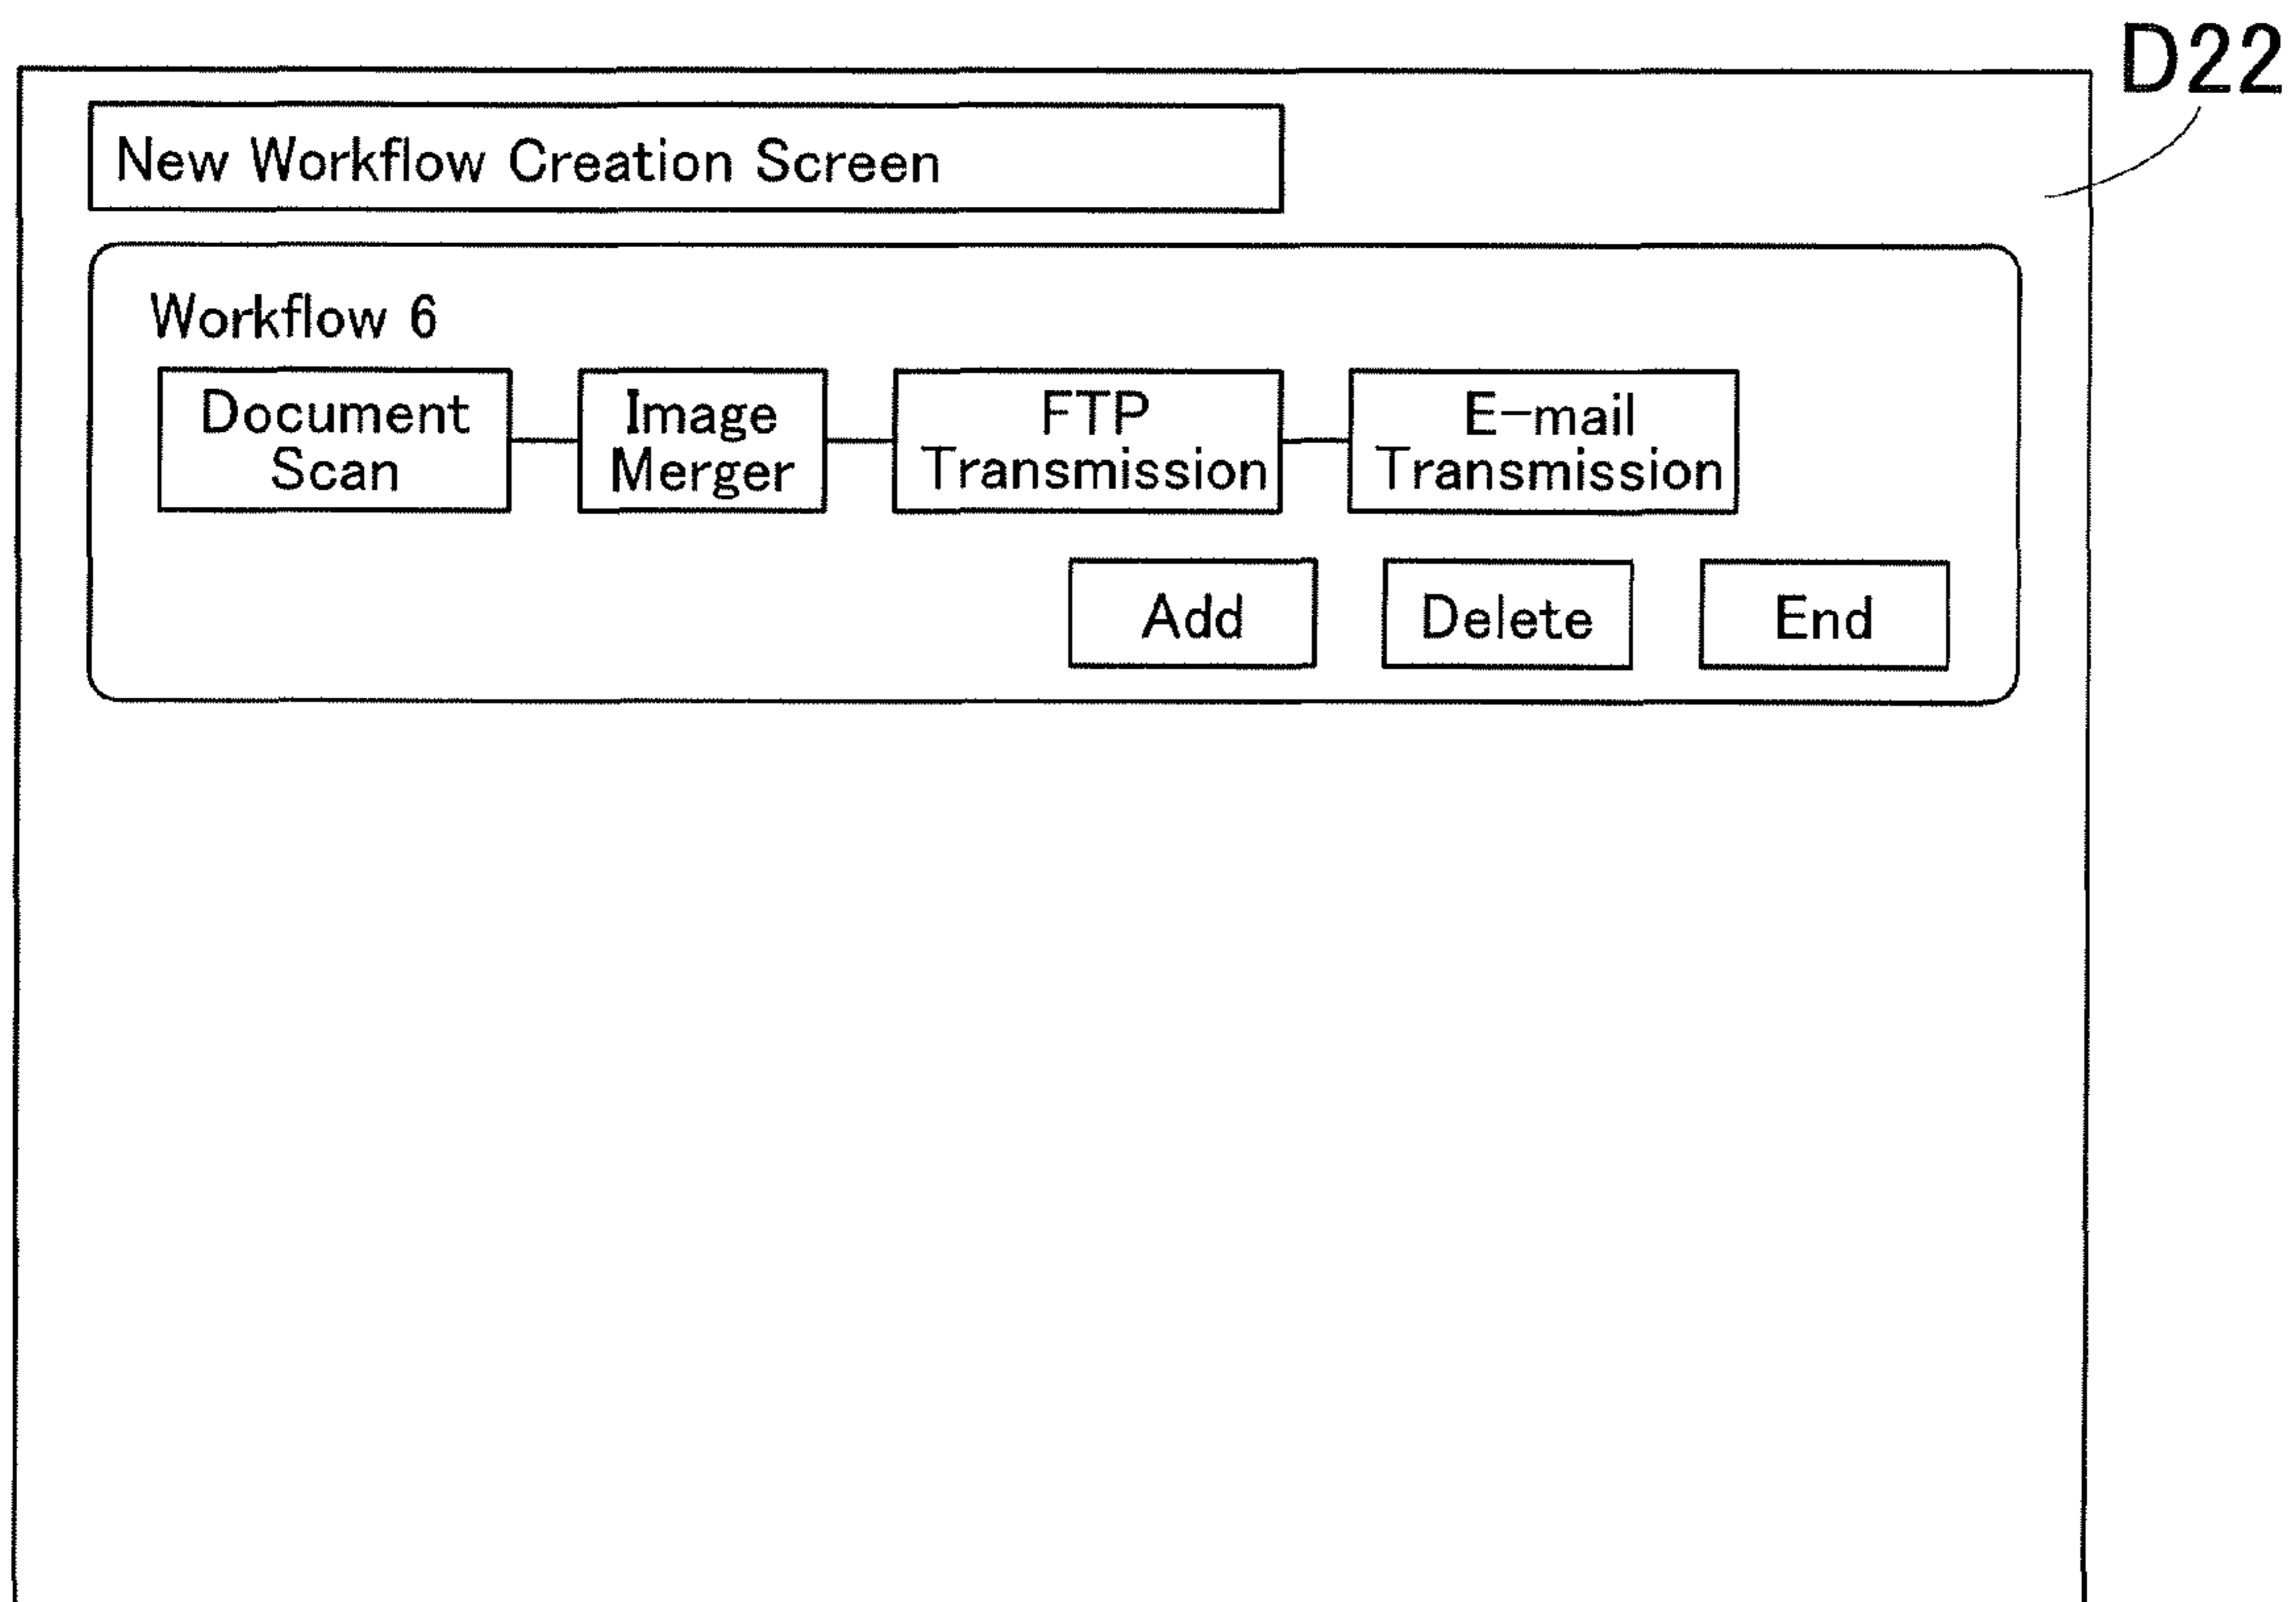 D22
New Workflow Creation Screen
Workflow 6
Document
Scan
Image
Merger
FTP
Transmission
E-mail
Transmission
Add
Delete
End